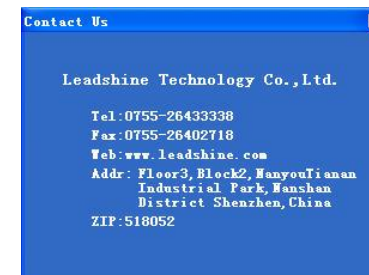 Contact Us
Leadshine Technology Co.,Ltd.
Tel:0755-26433338
Fax:0755-26402718
Web:www.leadshine.com
Addr: Floor3,Block2,NanyouTianan
Industrial Park,Nanshan
District Shenzhen,China
ZIP:518052